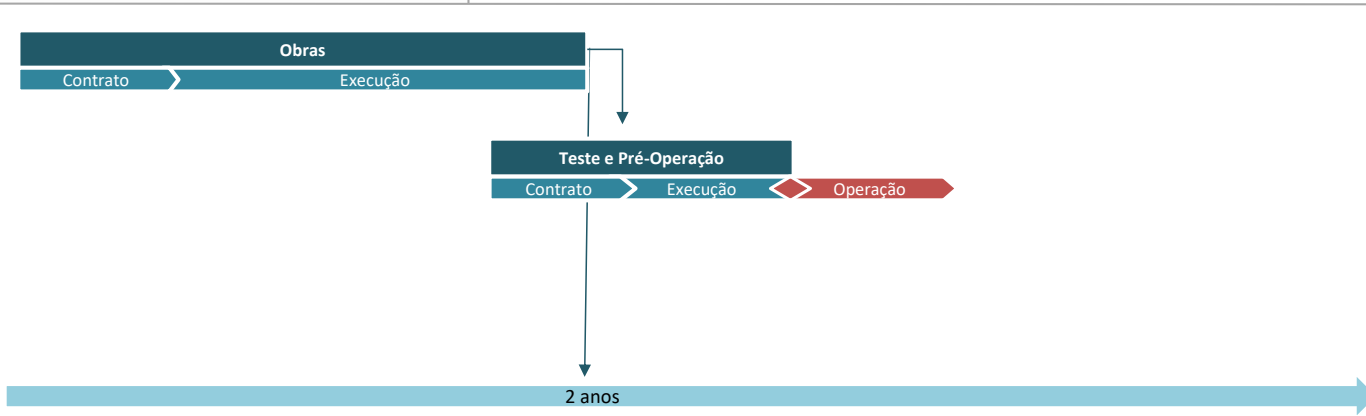 Obras
Contrato Execução
Teste e Pré-Operação
Contrato Execução Operação
2 anos